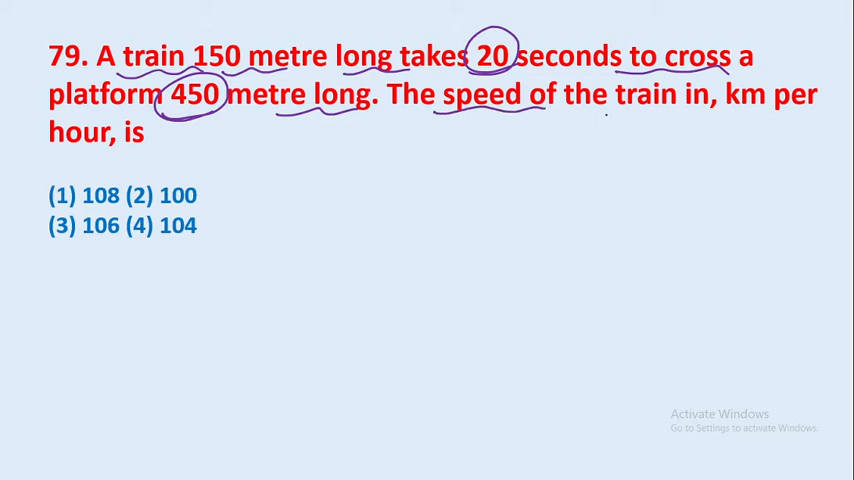 79. A train 150 metre long takes 20 seconds to cross a
platform 450 metre long. The speed of the train in, km per
hour, is
(1) 108 (2) 100
(3) 106 (4) 104
Activate Windows
Go to Settings to activate Windows.